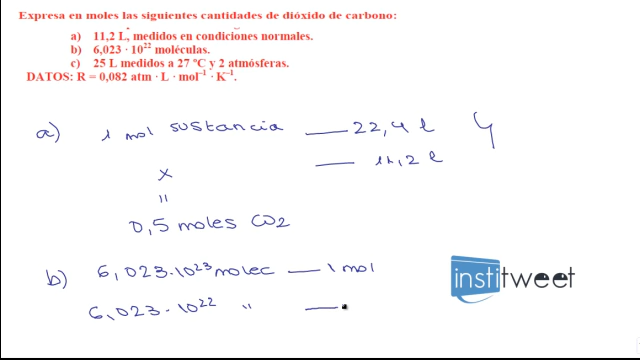 Expresa en moles las siguientes cantidades de dióxido de carbono:
a) 11,2 L, medidos en condiciones normales.
b) 6,023 · 10²² moléculas.
c) 25 L medidos a 27 ºC y 2 atmósferas.
DATOS: R = 0,082 atm · L · mol⁻¹ · K⁻¹.
a) 1 mol sustancia — 22,4 l
x — 11,2 l
"
0,5 moles CO2
b) 6,023·10²³ molec — 1 mol
6,023·10²² " —
institweet